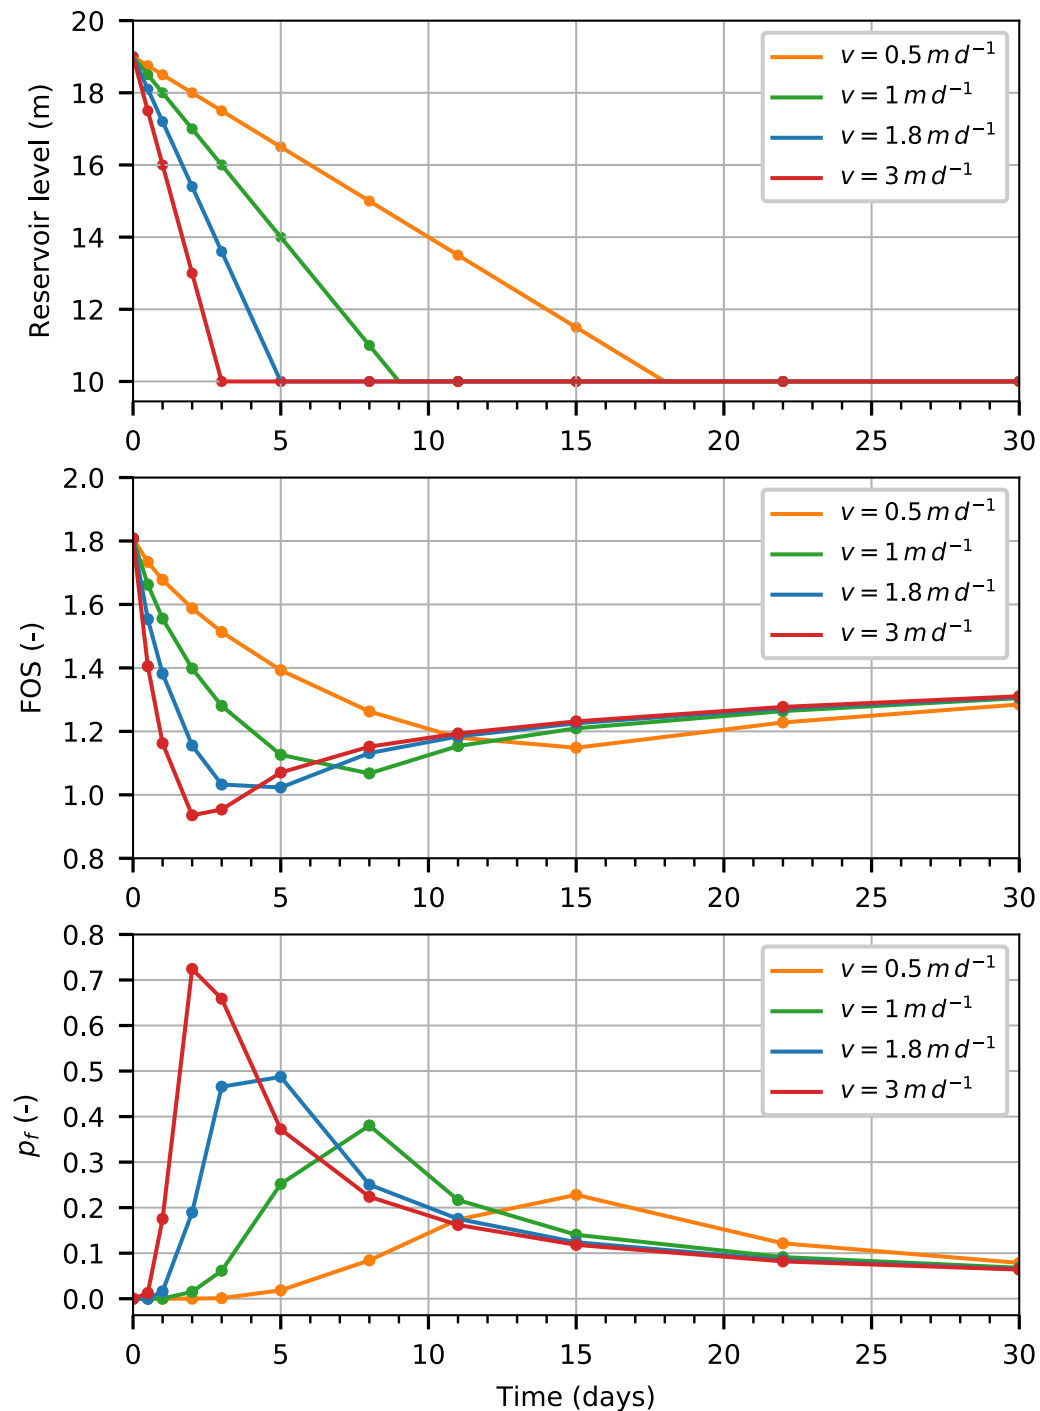 20
18
16
14
12
10
Reservoir level (m)
v = 0.5 m d⁻¹
v = 1 m d⁻¹
v = 1.8 m d⁻¹
v = 3 m d⁻¹
0 5 10 15 20 25 30
2.0
1.8
1.6
1.4
1.2
1.0
0.8
FOS (-)
v = 0.5 m d⁻¹
v = 1 m d⁻¹
v = 1.8 m d⁻¹
v = 3 m d⁻¹
0 5 10 15 20 25 30
0.8
0.7
0.6
0.5
0.4
0.3
0.2
0.1
0.0
p_f (-)
v = 0.5 m d⁻¹
v = 1 m d⁻¹
v = 1.8 m d⁻¹
v = 3 m d⁻¹
0 5 10 15 20 25 30
Time (days)